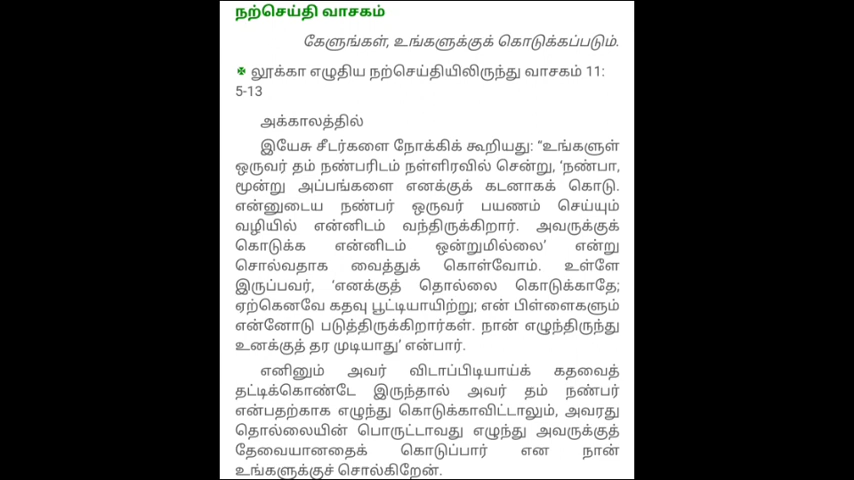 நற்செய்தி வாசகம்
கேளுங்கள், உங்களுக்குக் கொடுக்கப்படும்.
✠ லூக்கா எழுதிய நற்செய்தியிலிருந்து வாசகம் 11:
5-13
அக்காலத்தில்
இயேசு சீடர்களை நோக்கிக் கூறியது: “உங்களுள்
ஒருவர் தம் நண்பரிடம் நள்ளிரவில் சென்று, ‘நண்பா,
மூன்று அப்பங்களை எனக்குக் கடனாகக் கொடு.
என்னுடைய நண்பர் ஒருவர் பயணம் செய்யும்
வழியில் என்னிடம் வந்திருக்கிறார். அவருக்குக்
கொடுக்க என்னிடம் ஒன்றுமில்லை’ என்று
சொல்வதாக வைத்துக் கொள்வோம். உள்ளே
இருப்பவர், ‘எனக்குத் தொல்லை கொடுக்காதே;
ஏற்கெனவே கதவு பூட்டியாயிற்று; என் பிள்ளைகளும்
என்னோடு படுத்திருக்கிறார்கள். நான் எழுந்திருந்து
உனக்குத் தர முடியாது’ என்பார்.
எனினும் அவர் விடாப்பிடியாய்க் கதவைத்
தட்டிக்கொண்டே இருந்தால் அவர் தம் நண்பர்
என்பதற்காக எழுந்து கொடுக்காவிட்டாலும், அவரது
தொல்லையின் பொருட்டாவது எழுந்து அவருக்குத்
தேவையானதைக் கொடுப்பார் என நான்
உங்களுக்குச் சொல்கிறேன்.